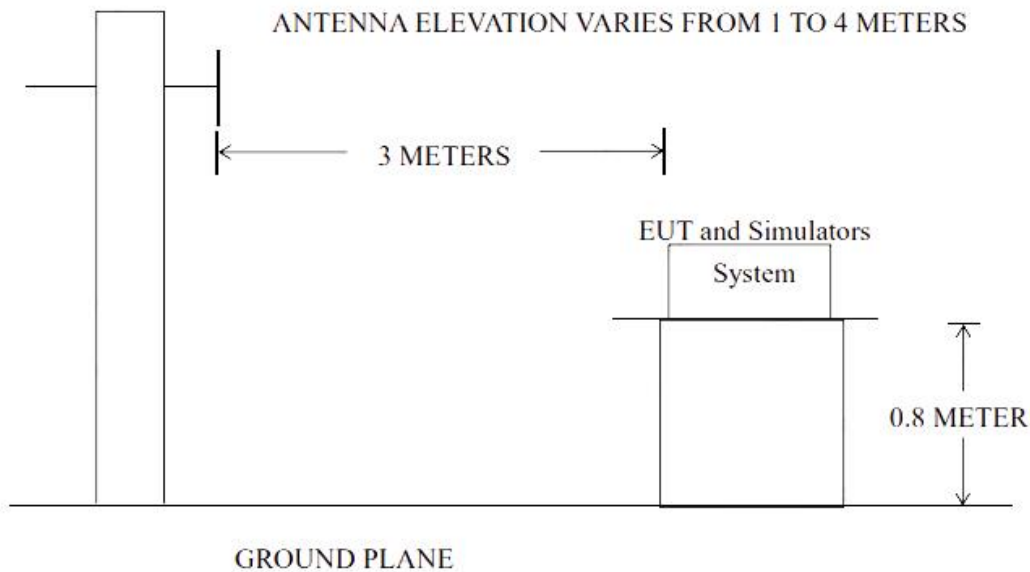 ANTENNA ELEVATION VARIES FROM 1 TO 4 METERS
3 METERS
EUT and Simulators
System
0.8 METER
GROUND PLANE